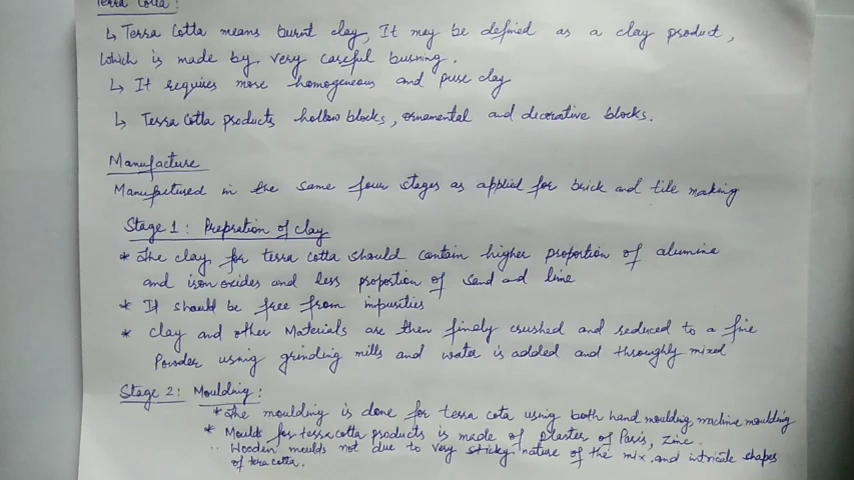 Terra Cotta:
↳ Terra Cotta means burnt clay, It may be defined as a clay product,
Which is made by very careful burning.
↳ It requires more homogeneous and pure clay
↳ Terra Cotta products hollow blocks, ornamental and decorative blocks.
Manufacture
Manufactured in the same four stages as applied for brick and tile making
Stage 1: Prepration of clay
* The clay for terra cotta should contain higher proportion of alumina
and iron oxides and less proportion of sand and lime
* It should be free from impurities
* Clay and other Materials are then finely crushed and reduced to a fine
Powder using grinding mills and water is added and throughly mixed
Stage 2: Moulding:
* The moulding is done for terra cota using both hand moulding, machine moulding
* Moulds for terra cotta products is made of plaster of Paris, zinc.
Wooden moulds not due to very sticky nature of the mix and intricate shapes
of tera cotta.